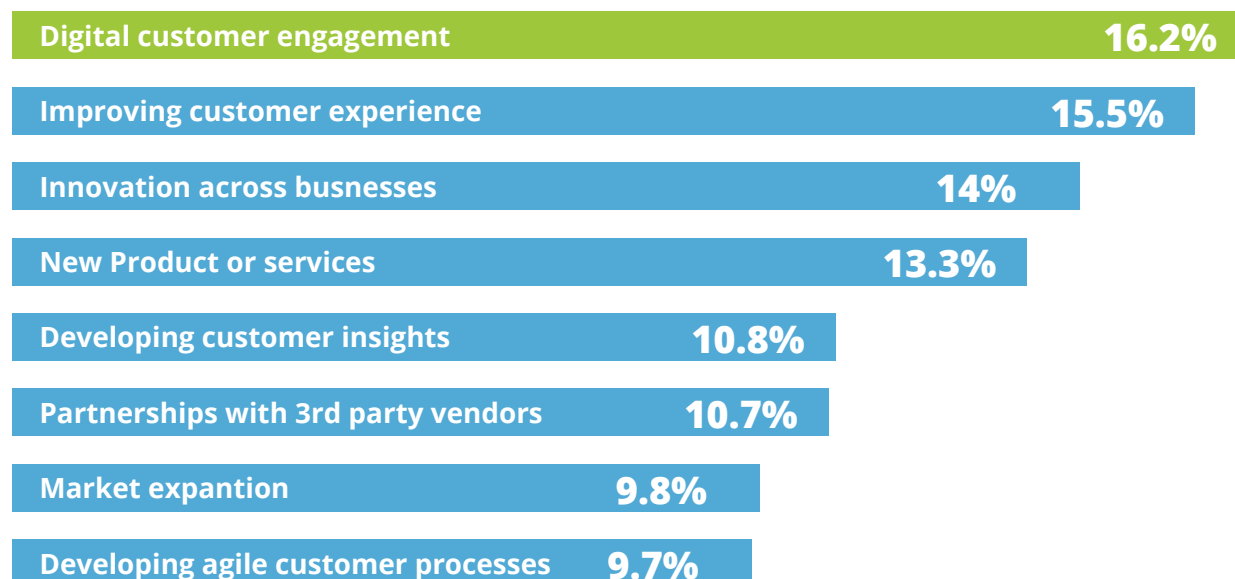 Digital customer engagement 16.2%
Improving customer experience 15.5%
Innovation across busnesses 14%
New Product or services 13.3%
Developing customer insights 10.8%
Partnerships with 3rd party vendors 10.7%
Market expantion 9.8%
Developing agile customer processes 9.7%